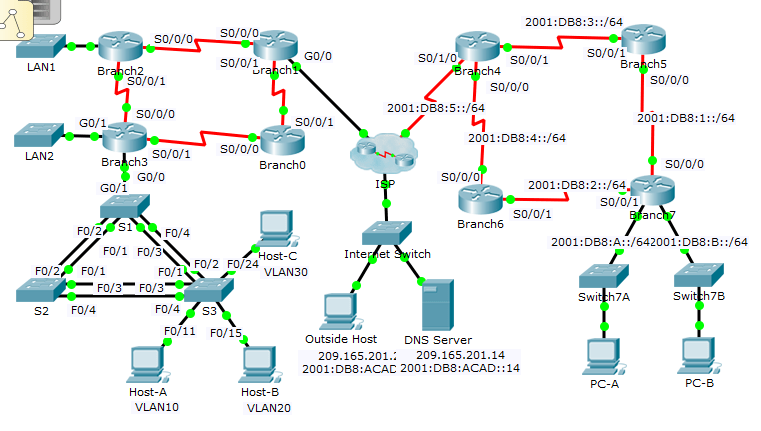 LAN1
Branch2
S0/0/0
S0/0/1
S0/0/0
S0/0/1
Branch1
G0/0
LAN2
G0/1
Branch3
S0/0/0
S0/0/1
G0/0
S0/0/0
S0/0/1
Branch0
G0/1
S1
F0/2
F0/1
F0/4
F0/3
F0/2
F0/1
S2
F0/3
F0/4
F0/3
F0/4
F0/1
F0/2
F0/24
S3
F0/11
F0/15
Host-C
VLAN30
Host-A
VLAN10
Host-B
VLAN20
ISP
Internet Switch
Outside Host
209.165.201.
2001:DB8:ACAD
DNS Server
209.165.201.14
2001:DB8:ACAD::14
S0/1/0
Branch4
S0/0/1
S0/0/0
2001:DB8:3::/64
S0/0/1
Branch5
S0/0/0
2001:DB8:5::/64
2001:DB8:4::/64
2001:DB8:1::/64
S0/0/0
Branch6
S0/0/1
2001:DB8:2::/64
S0/0/0
S0/0/1
Branch7
2001:DB8:A::/64
2001:DB8:B::/64
Switch7A
Switch7B
PC-A
PC-B